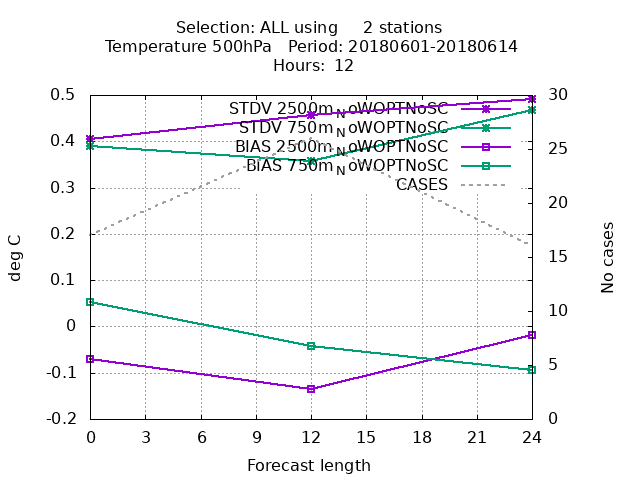 Selection: ALL using 2 stations
Temperature 500hPa Period: 20180601-20180614
Hours: 12
STDV 2500m_NoWOPTNoSC
STDV 750m_NoWOPTNoSC
BIAS 2500m_NoWOPTNoSC
BIAS 750m_NoWOPTNoSC
CASES
0.5
0.4
0.3
0.2
0.1
0
-0.1
-0.2
deg C
30
25
20
15
10
5
0
No cases
0 3 6 9 12 15 18 21 24
Forecast length